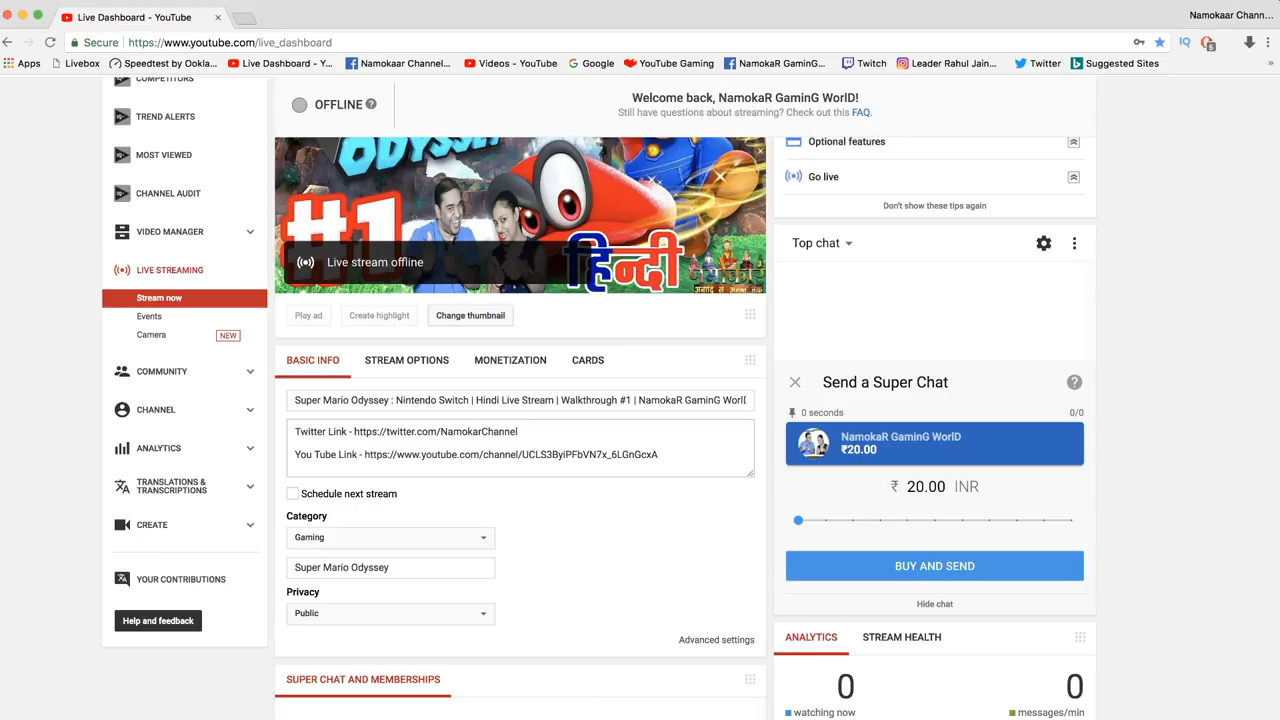 Live Dashboard - YouTube
Namokaar Chann...
Secure
https://www.youtube.com/live_dashboard
5
Apps
Livebox
Speedtest by Ookla...
Live Dashboard - Y...
Namokaar Channel...
Videos - YouTube
Google
YouTube Gaming
NamokaR GaminG...
Twitch
Leader Rahul Jain...
Twitter
Suggested Sites
»
COMPETITORS
TREND ALERTS
MOST VIEWED
CHANNEL AUDIT
VIDEO MANAGER
LIVE STREAMING
Stream now
Events
Camera
NEW
COMMUNITY
CHANNEL
ANALYTICS
TRANSLATIONS &
TRANSCRIPTIONS
CREATE
YOUR CONTRIBUTIONS
Help and feedback
OFFLINE
Welcome back, NamokaR GaminG WorlD!
Still have questions about streaming? Check out this FAQ.
ODYSSEY
#1
हिन्दी
Live stream offline
Play ad
Create highlight
Change thumbnail
BASIC INFO
STREAM OPTIONS
MONETIZATION
CARDS
Super Mario Odyssey : Nintendo Switch | Hindi Live Stream | Walkthrough #1 | NamokaR GaminG WorlD
Twitter Link - https://twitter.com/NamokarChannel
You Tube Link - https://www.youtube.com/channel/UCLS3ByiPFbVN7x_6LGnGcxA
Schedule next stream
Category
Gaming
Super Mario Odyssey
Privacy
Public
Advanced settings
SUPER CHAT AND MEMBERSHIPS
Optional features
Go live
Don't show these tips again
Top chat
Send a Super Chat
0 seconds
0/0
NamokaR GaminG WorlD
₹20.00
₹ 20.00 INR
BUY AND SEND
Hide chat
ANALYTICS
STREAM HEALTH
0
0
watching now
messages/min